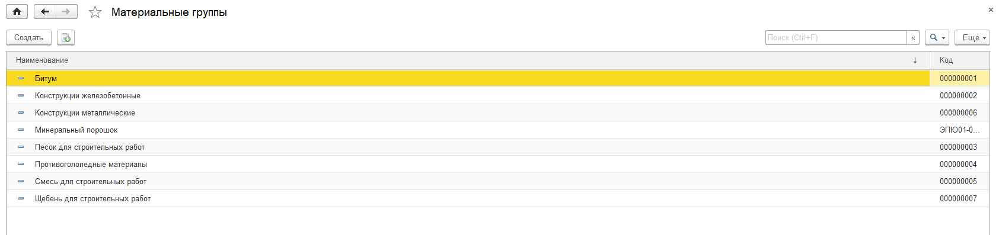 Материальные группы
Создать Поиск (Ctrl+F) Еще
Наименование Код
Битум 000000001
Конструкции железобетонные 000000002
Конструкции металлические 000000006
Минеральный порошок ЭПЮ01-0...
Песок для строительных работ 000000003
Противогололедные материалы 000000004
Смесь для строительных работ 000000005
Щебень для строительных работ 000000007